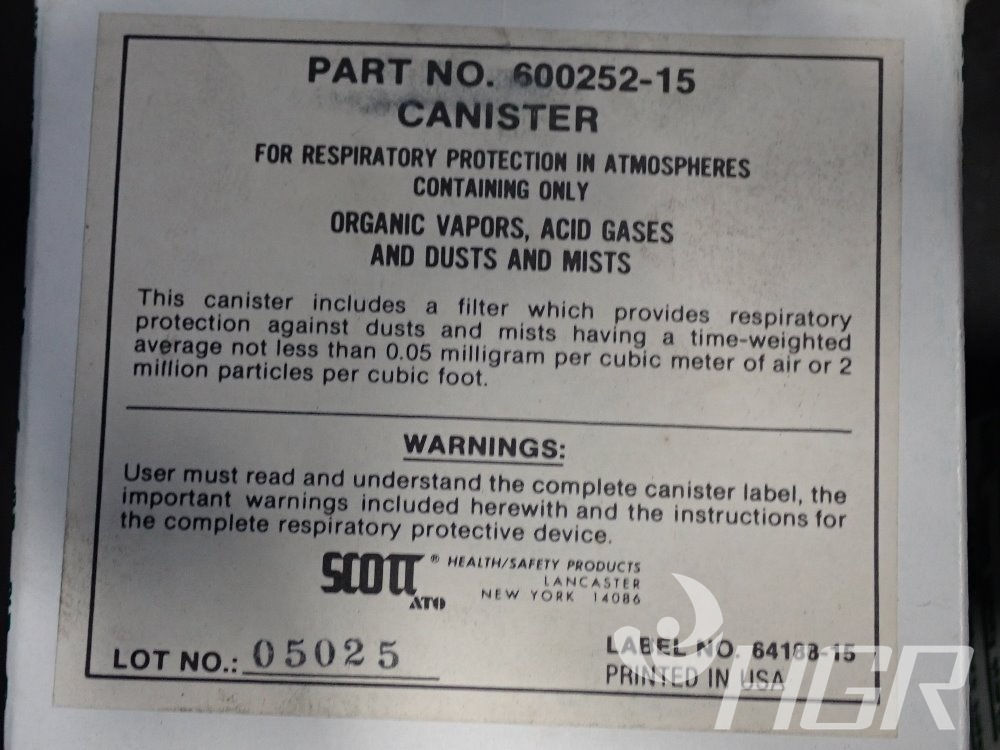 PART NO. 600252-15
CANISTER
FOR RESPIRATORY PROTECTION IN ATMOSPHERES
CONTAINING ONLY
ORGANIC VAPORS, ACID GASES
AND DUSTS AND MISTS
This canister includes a filter which provides respiratory
protection against dusts and mists having a time-weighted
average not less than 0.05 milligram per cubic meter of air or 2
million particles per cubic foot.
WARNINGS:
User must read and understand the complete canister label, the
important warnings included herewith and the instructions for
the complete respiratory protective device.
SCOTT ® HEALTH/SAFETY PRODUCTS
ATO LANCASTER
NEW YORK 14086
LOT NO.: 05025
LABEL NO. 6418B-15
PRINTED IN USA
HGR